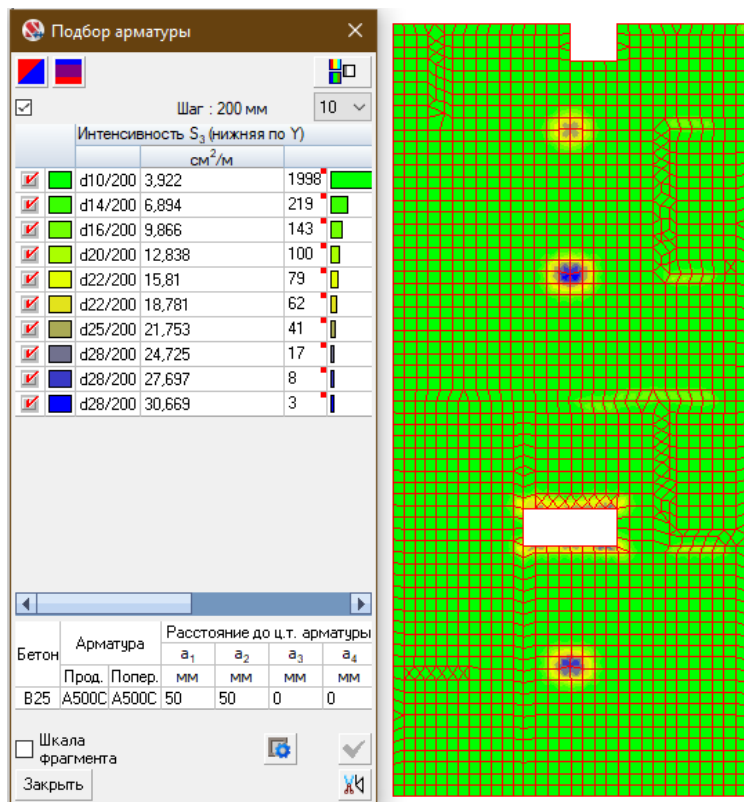 Подбор арматуры
Шаг : 200 мм 10
Интенсивность S₃ (нижняя по Y)
см²/м
d10/200 3,922 1998
d14/200 6,894 219
d16/200 9,866 143
d20/200 12,838 100
d22/200 15,81 79
d22/200 18,781 62
d25/200 21,753 41
d28/200 24,725 17
d28/200 27,697 8
d28/200 30,669 3
Бетон Арматура Расстояние до ц.т. арматуры
a₁ a₂ a₃ a₄
Прод. Попер. мм мм мм мм
B25 A500C A500C 50 50 0 0
Шкала
фрагмента
Закрыть